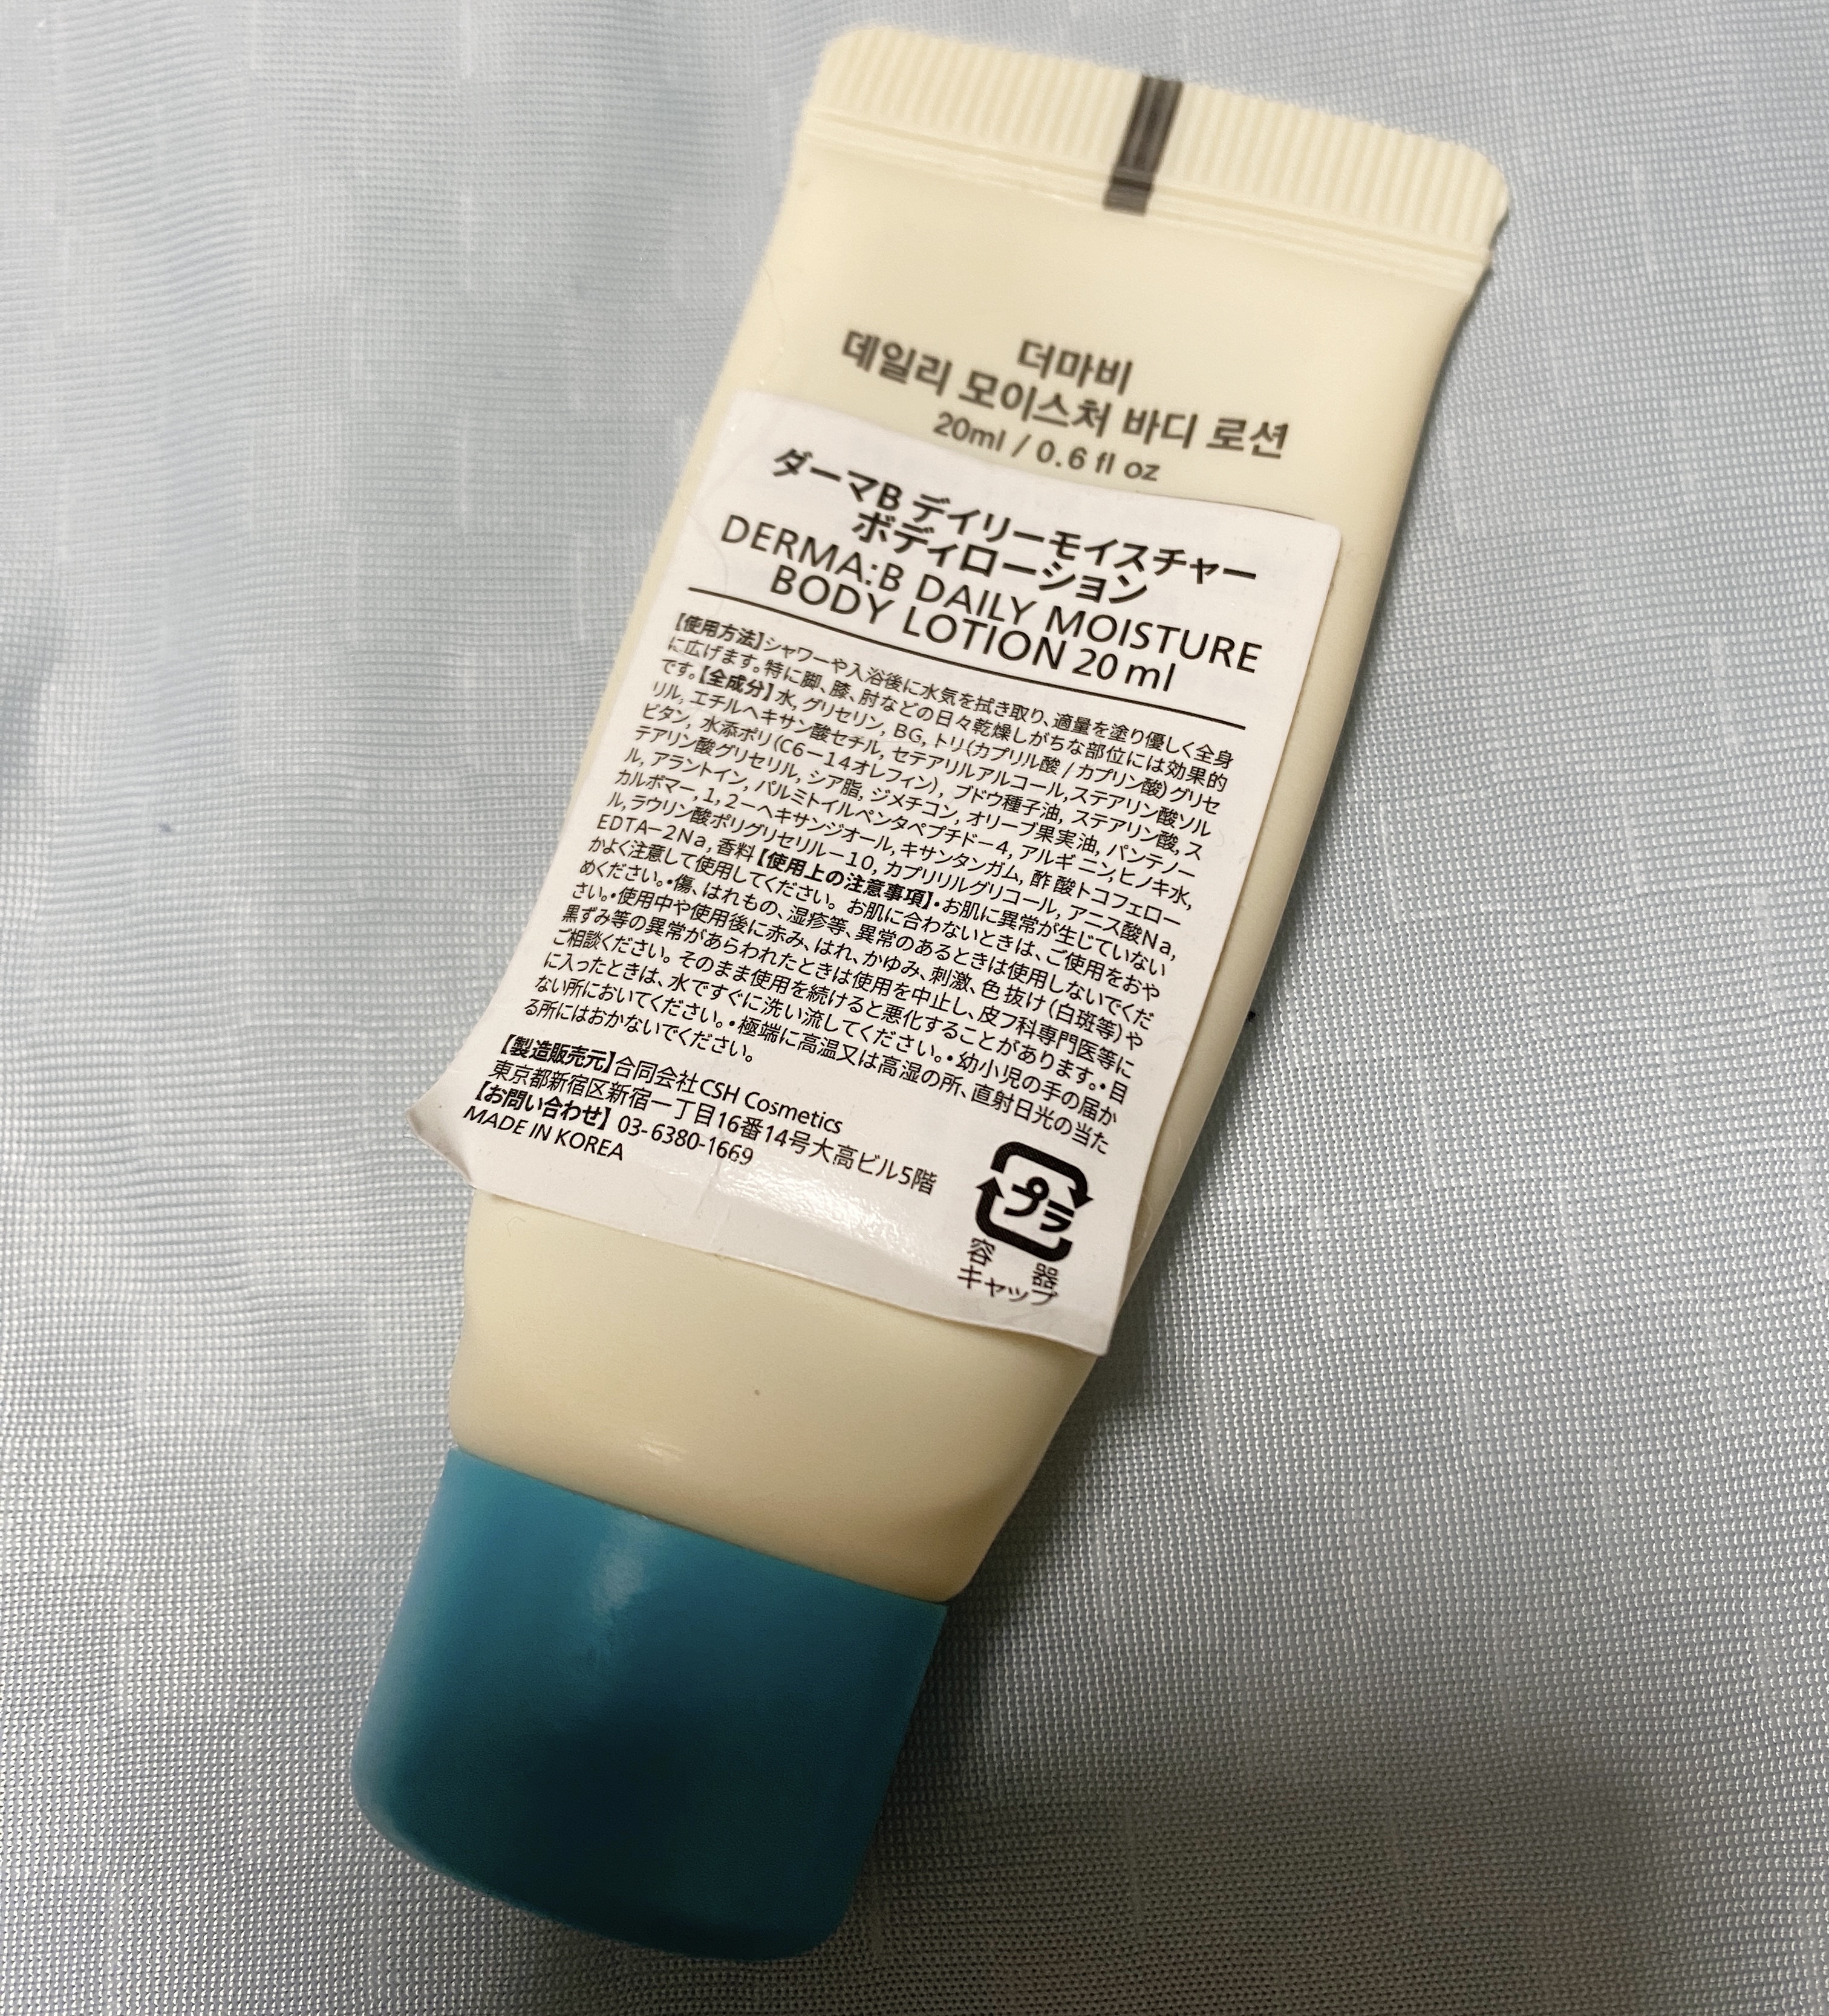 더마비
데일리 모이스처 바디 로션
20ml / 0.6 fl oz
ダーマB デイリーモイスチャー
ボディローション
DERMA:B DAILY MOISTURE
BODY LOTION 20 ml
【使用方法】シャワーや入浴後に水気を拭き取り、適量を塗り優しく全身
に広げます。特に脚、膝、肘などの日々乾燥しがちな部位には効果的
です。【全成分】水, グリセリン, BG, トリ(カプリル酸 / カプリン酸)グリセ
リル, エチルヘキサン酸セチル, セテアリルアルコール,ステアリン酸ソル
ビタン, 水添ポリ(C6－14オレフィン), ブドウ種子油, ステアリン酸, ス
テアリン酸グリセリル, シア脂, ジメチコン, オリーブ果実油, パンテノー
ル, アラントイン, パルミトイルペンタペプチド－4, アルギニン,ヒノキ水,
カルボマー, 1, 2－ヘキサンジオール, キサンタンガム, 酢酸トコフェロー
ル,ラウリン酸ポリグリセリル－10, カプリリルグリコール, アニス酸Na,
EDTA－2Na, 香料【使用上の注意事項】・お肌に異常が生じていない
かよく注意して使用してください。お肌に合わないときは、ご使用をおや
めください。・傷、はれもの、湿疹等、異常のあるときは使用しないでくだ
さい。・使用中や使用後に赤み、はれ、かゆみ、刺激、色抜け(白斑等)や
黒ずみ等の異常があらわれたときは使用を中止し、皮フ科専門医等に
ご相談ください。そのまま使用を続けると悪化することがあります。・目
に入ったときは、水ですぐに洗い流してください。・幼小児の手の届か
ない所においてください。・極端に高温又は高湿の所、直射日光の当た
る所にはおかないでください。
【製造販売元】合同会社CSH Cosmetics
東京都新宿区新宿一丁目16番14号大高ビル5階
【お問い合わせ】03-6380-1669
MADE IN KOREA
プラ
容 器
キャップ